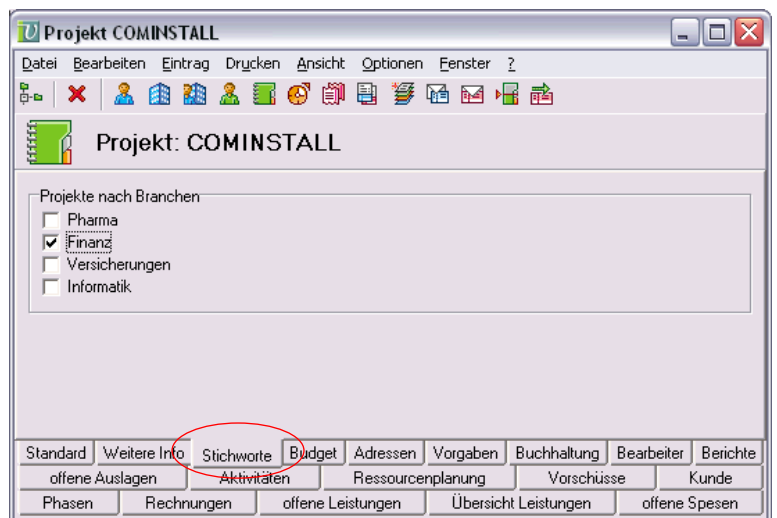 Projekt COMINSTALL
Datei Bearbeiten Eintrag Drucken Ansicht Optionen Fenster ?
Projekt: COMINSTALL
Projekte nach Branchen
Pharma
Finanz
Versicherungen
Informatik
Standard Weitere Info Stichworte Budget Adressen Vorgaben Buchhaltung Bearbeiter Berichte
offene Auslagen Aktivitäten Ressourcenplanung Vorschüsse Kunde
Phasen Rechnungen offene Leistungen Übersicht Leistungen offene Spesen